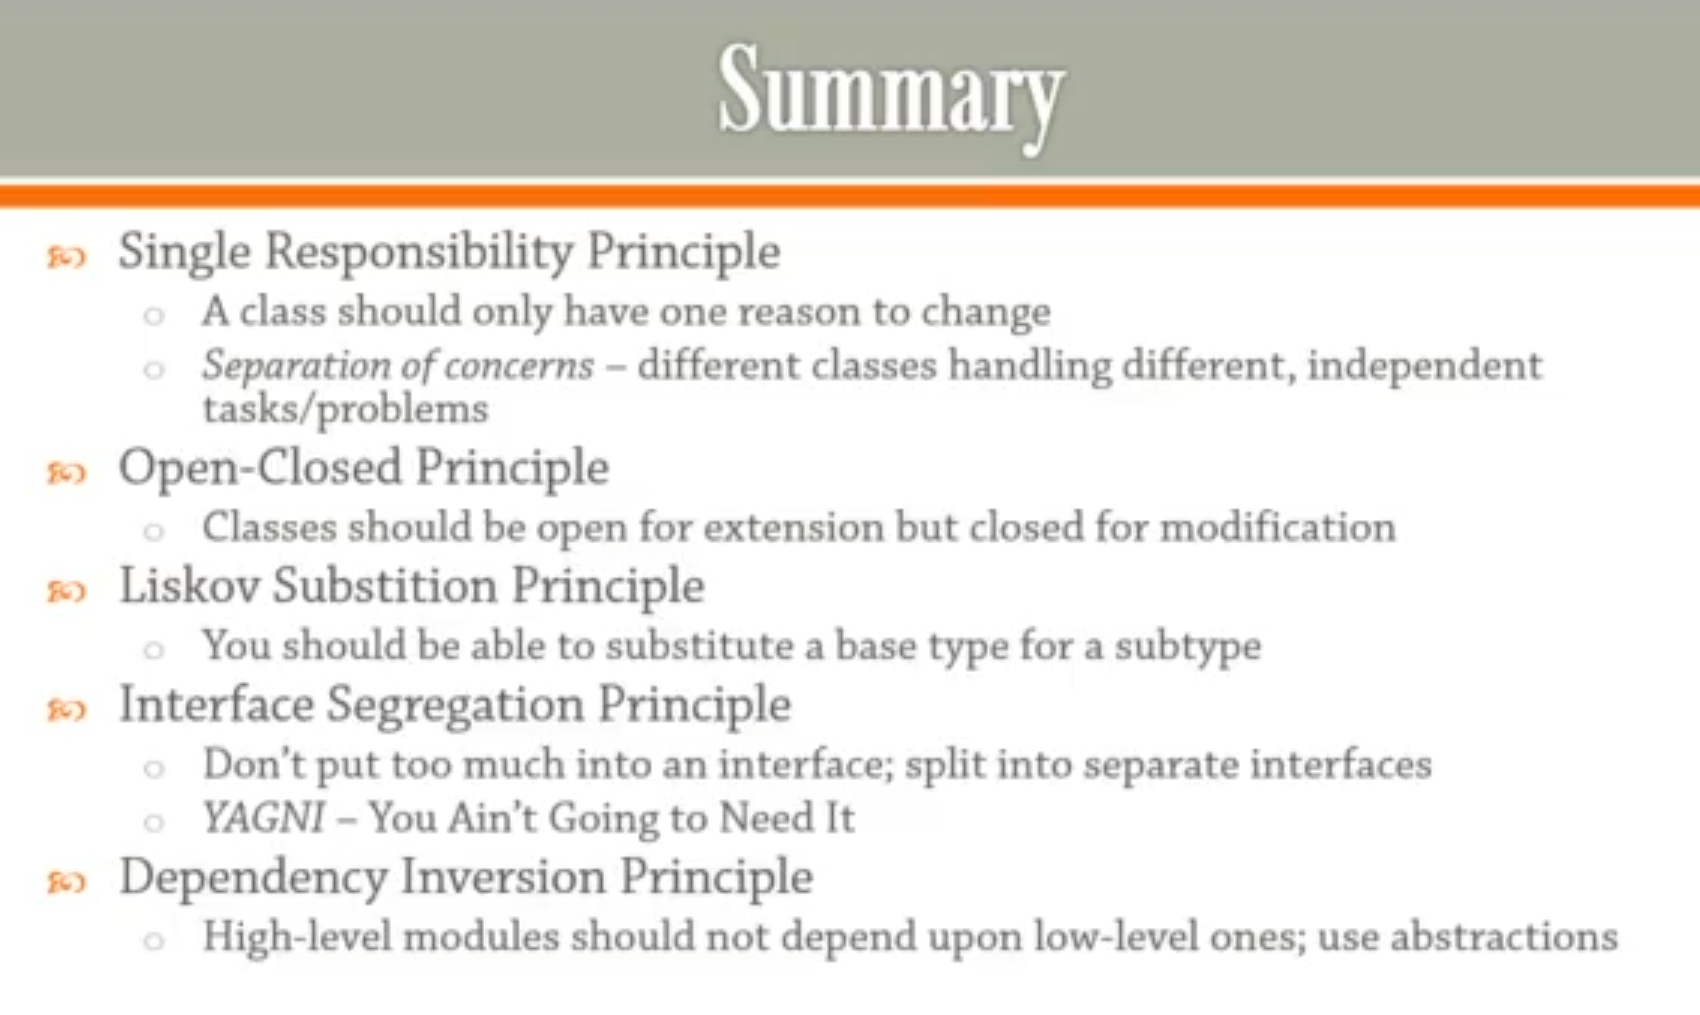 Summary
Single Responsibility Principle
A class should only have one reason to change
Separation of concerns – different classes handling different, independent
tasks/problems
Open-Closed Principle
Classes should be open for extension but closed for modification
Liskov Substition Principle
You should be able to substitute a base type for a subtype
Interface Segregation Principle
Don't put too much into an interface; split into separate interfaces
YAGNI – You Ain't Going to Need It
Dependency Inversion Principle
High-level modules should not depend upon low-level ones; use abstractions